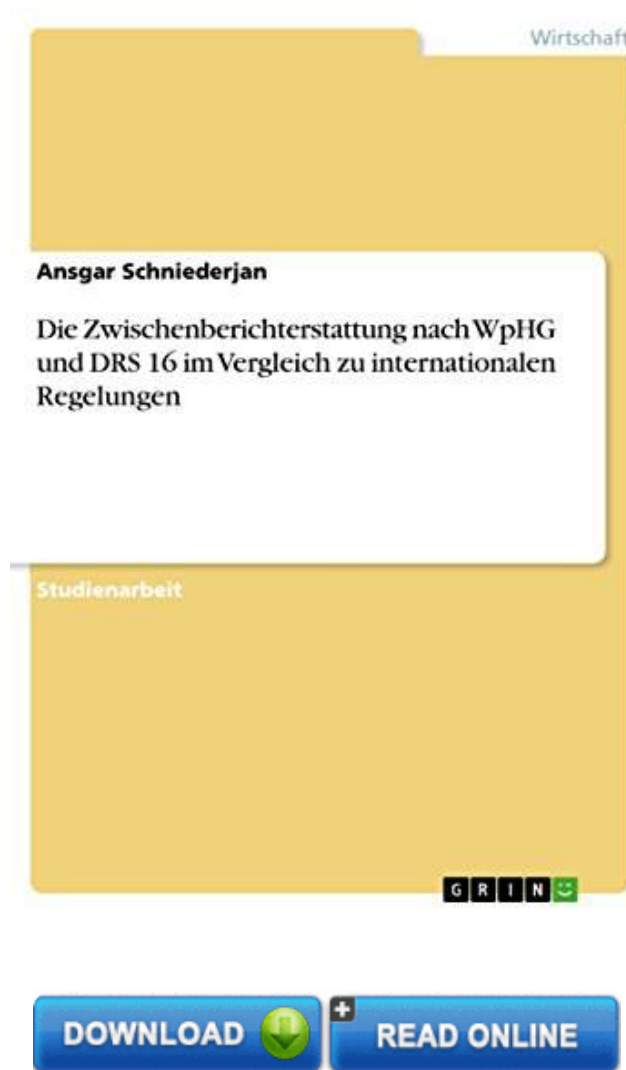 Wirtschaft
Ansgar Schniederjan
Die Zwischenberichterstattung nach WpHG
und DRS 16 im Vergleich zu internationalen
Regelungen
Studienarbeit
GRIN
DOWNLOAD
READ ONLINE